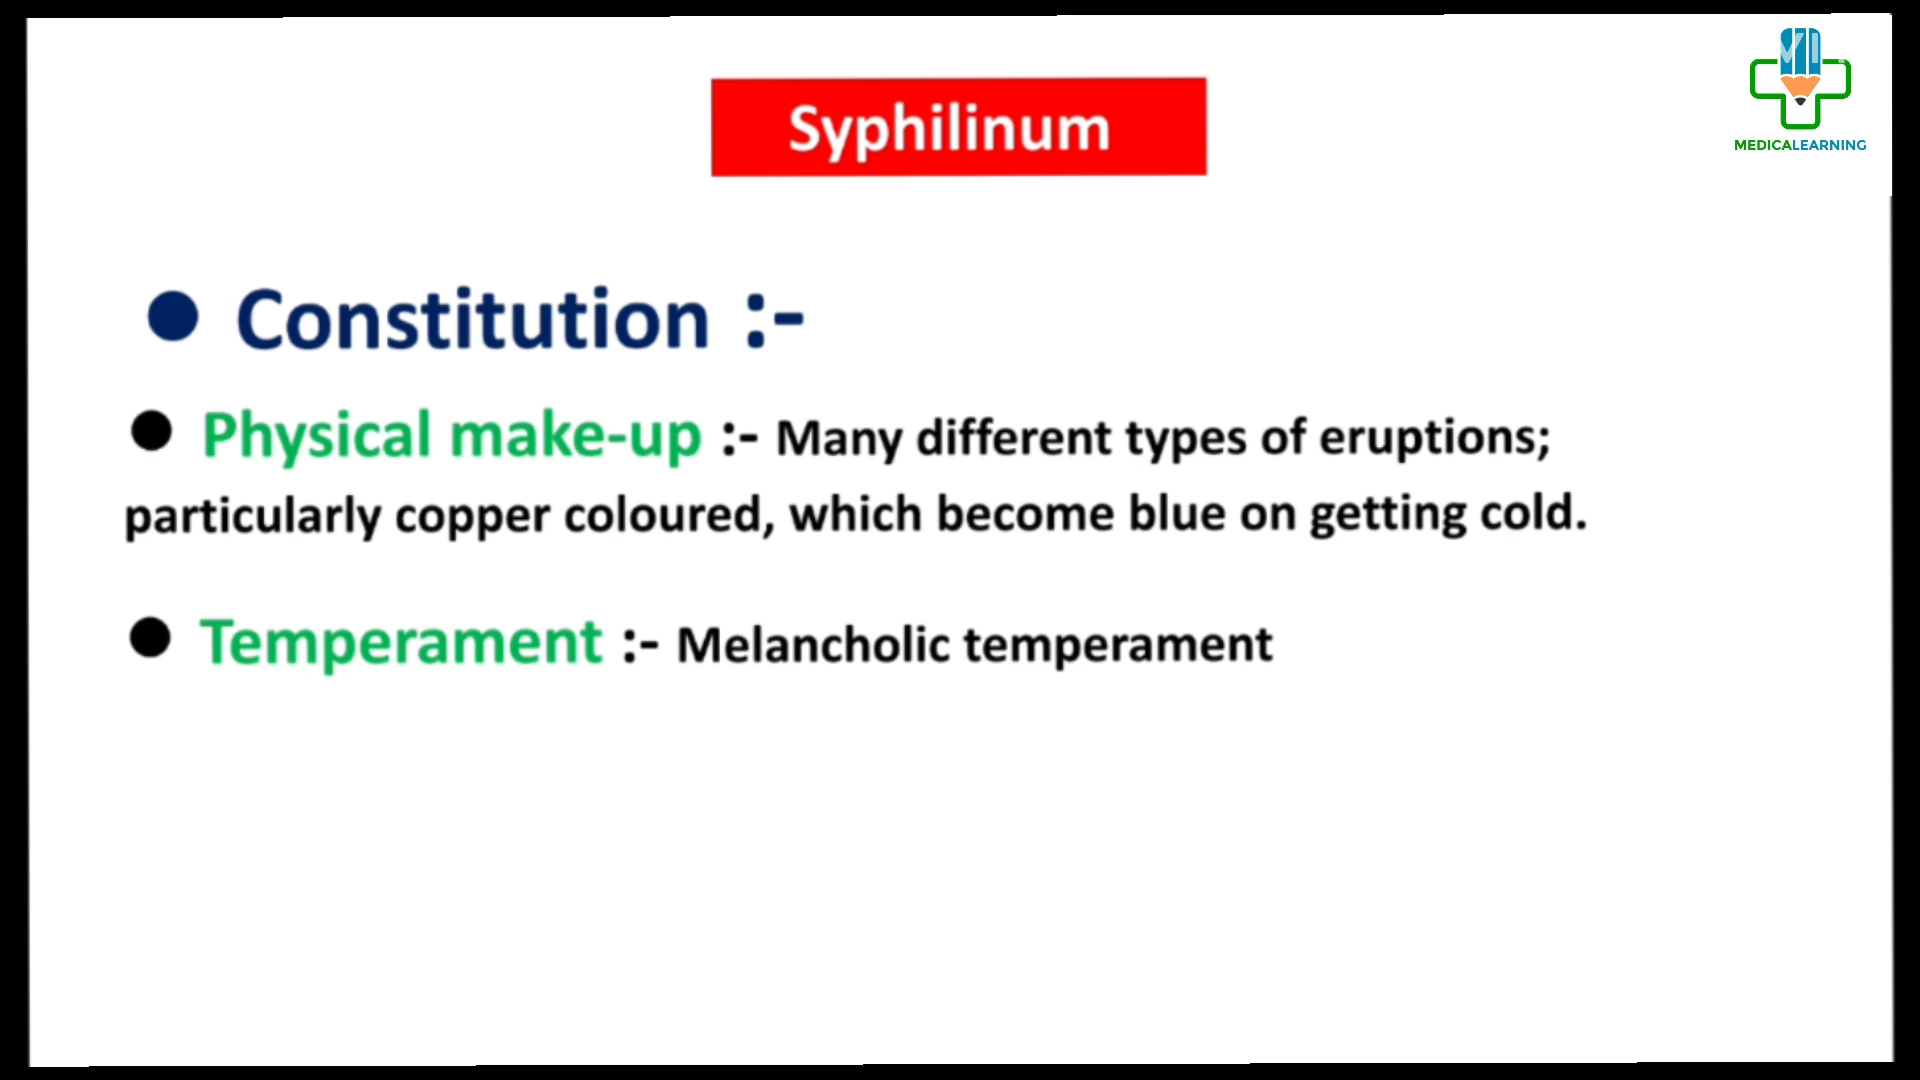 MEDICALEARNING
Syphilinum
● Constitution :-
● Physical make-up :- Many different types of eruptions;
particularly copper coloured, which become blue on getting cold.
● Temperament :- Melancholic temperament